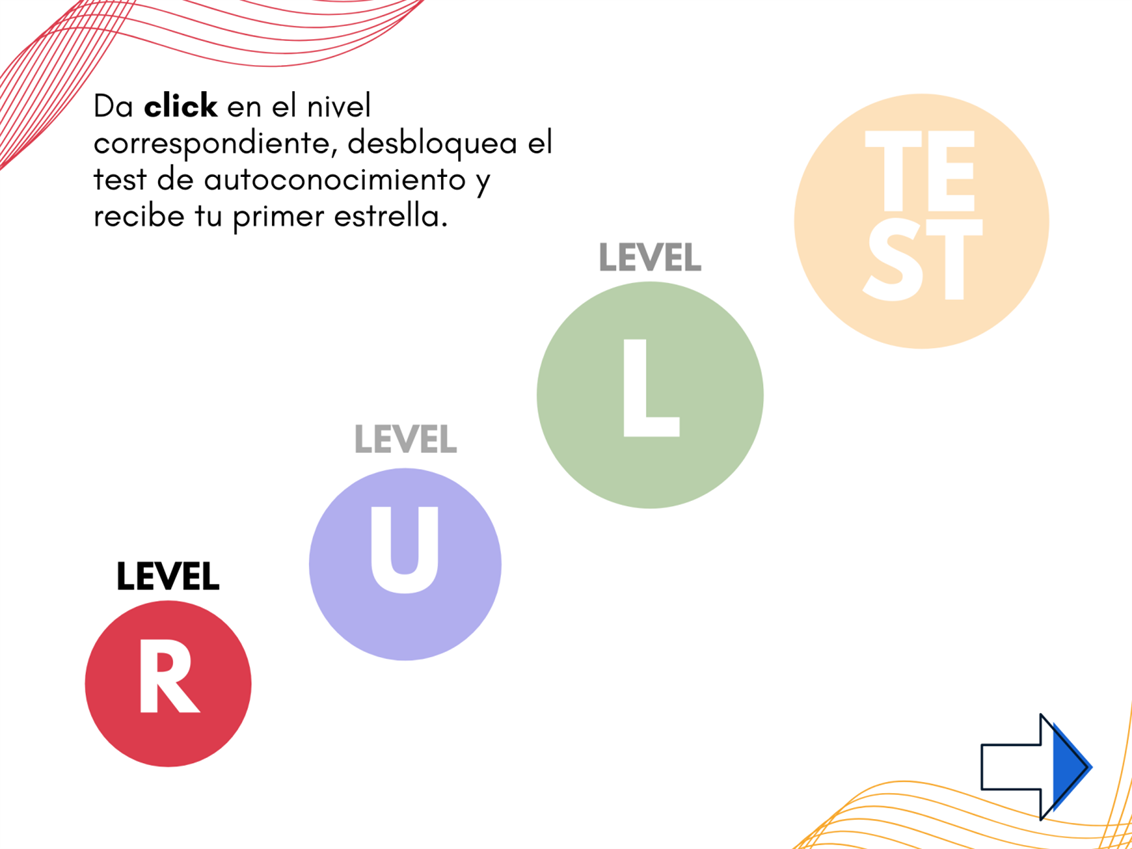 Da click en el nivel
correspondiente, desbloquea el
test de autoconocimiento y
recibe tu primer estrella.
TE
ST
LEVEL
L
LEVEL
U
LEVEL
R